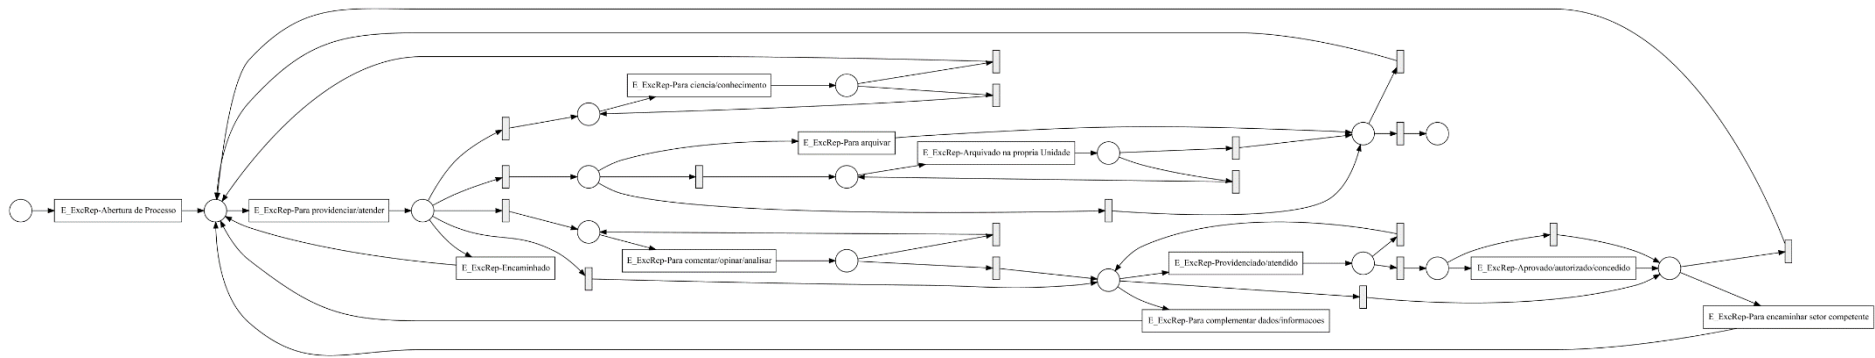 E_ExcRep-Para ciencia/conhecimento
E_ExcRep-Para arquivar
E_ExcRep-Arquivado na propria Unidade
E_ExcRep-Abertura de Processo
E_ExcRep-Para providenciar/atender
E_ExcRep-Encaminhado
E_ExcRep-Para comentar/opinar/analisar
E_ExcRep-Providenciado/atendido
E_ExcRep-Aprovado/autorizado/concedido
E_ExcRep-Para complementar dados/informacoes
E_ExcRep-Para encaminhar setor competente